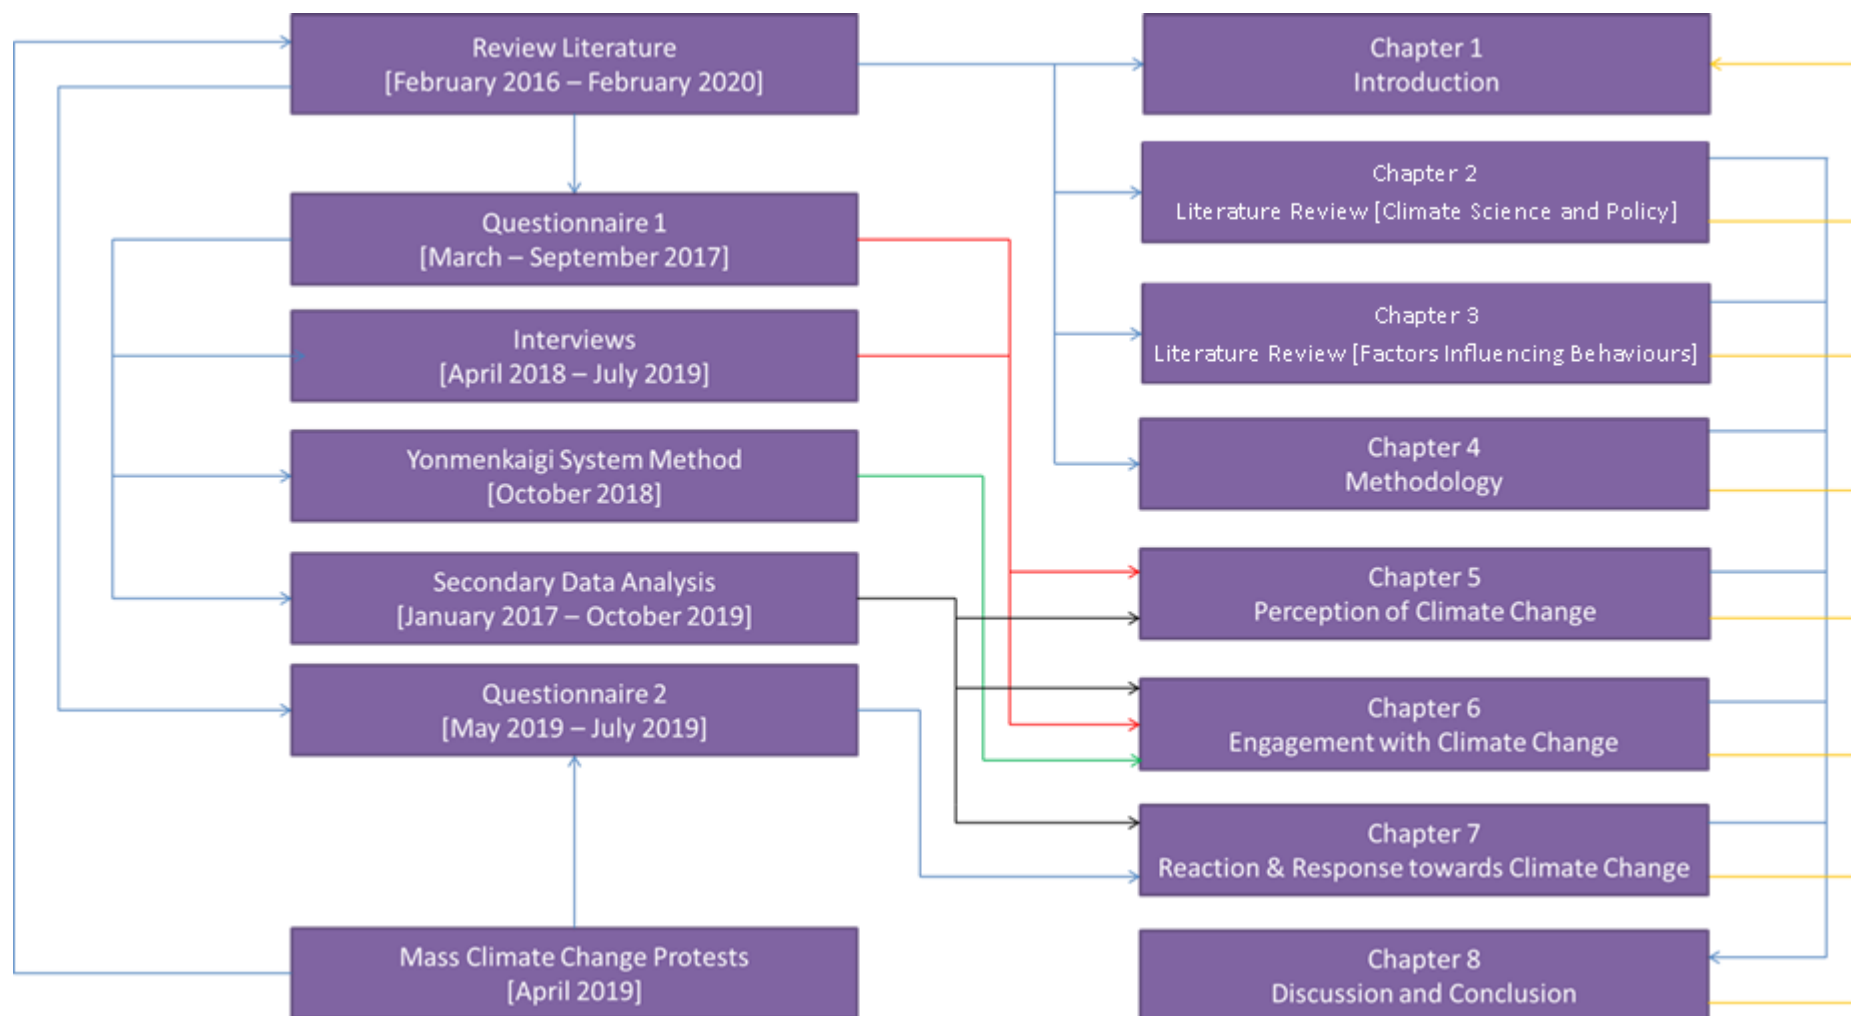 Review Literature
[February 2016 – February 2020]
Questionnaire 1
[March – September 2017]
Interviews
[April 2018 – July 2019]
Yonmenkaigi System Method
[October 2018]
Secondary Data Analysis
[January 2017 – October 2019]
Questionnaire 2
[May 2019 – July 2019]
Mass Climate Change Protests
[April 2019]
Chapter 1
Introduction
Chapter 2
Literature Review [Climate Science and Policy]
Chapter 3
Literature Review [Factors Influencing Behaviours]
Chapter 4
Methodology
Chapter 5
Perception of Climate Change
Chapter 6
Engagement with Climate Change
Chapter 7
Reaction & Response towards Climate Change
Chapter 8
Discussion and Conclusion